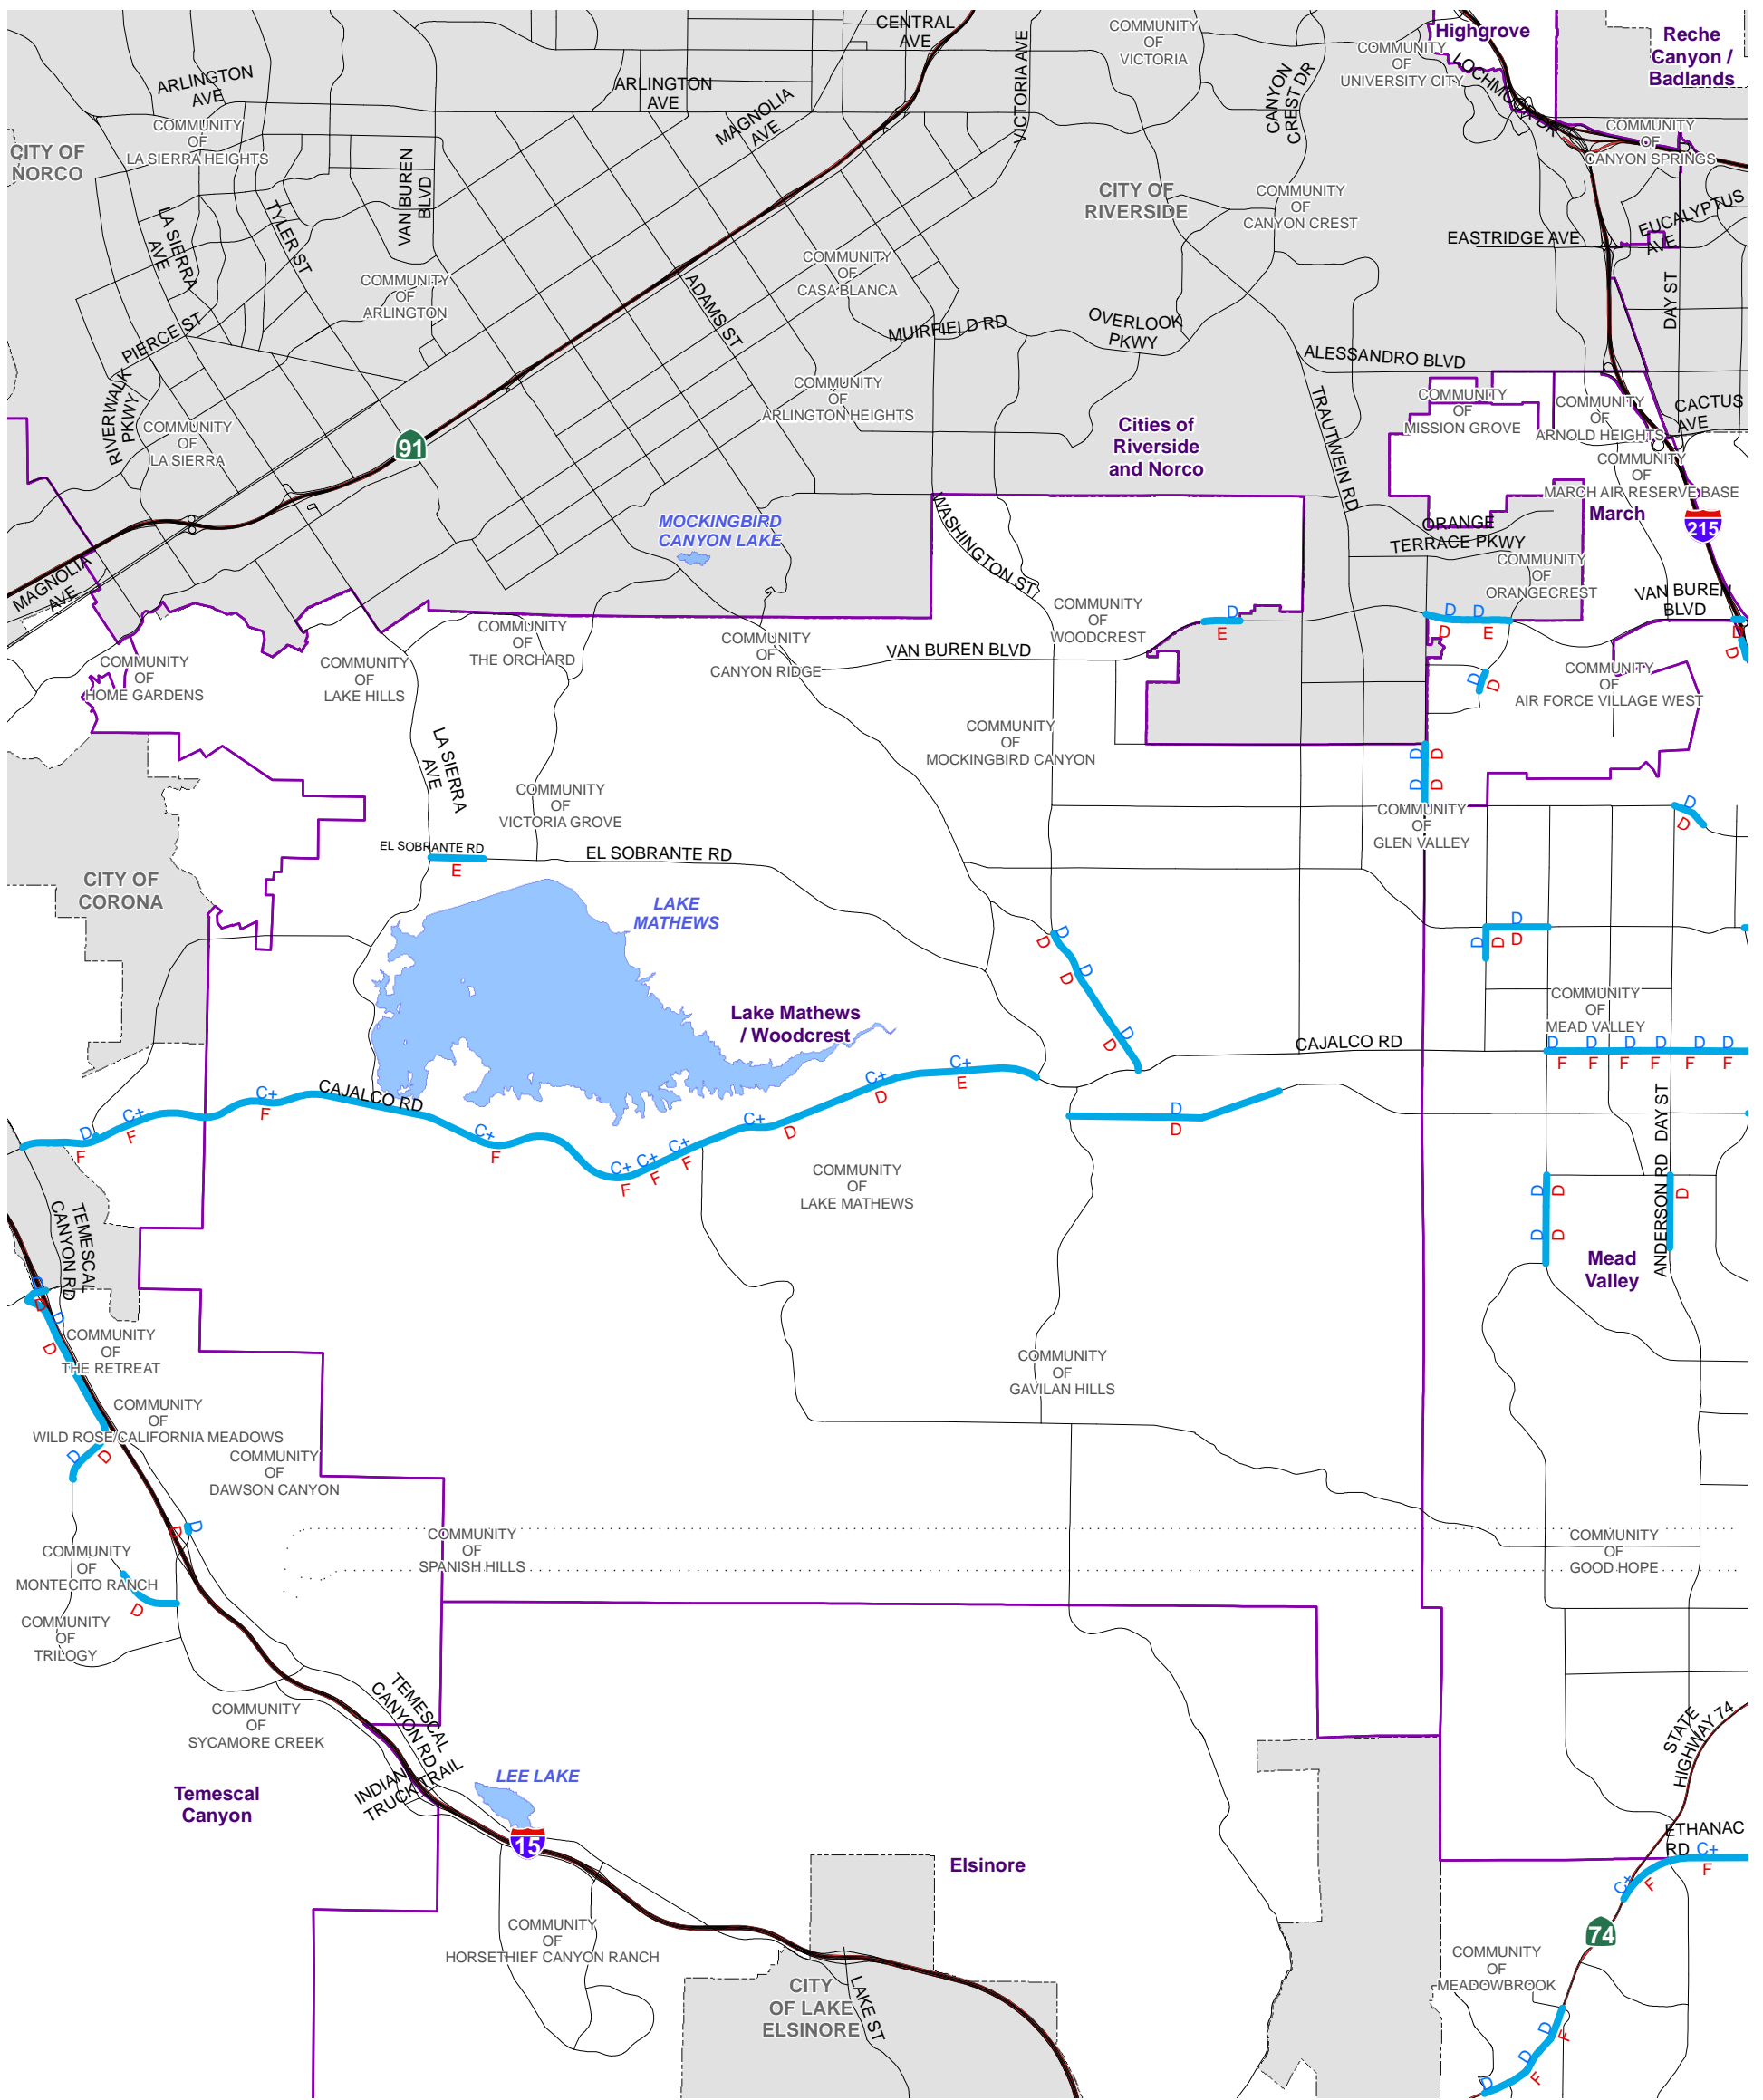 CENTRAL
AVE
VICTORIA AVE
COMMUNITY
OF
VICTORIA
Highgrove
COMMUNITY
OF
UNIVERSITY CITY
Reche
Canyon /
Badlands
LOCHMOOR DR
ARLINGTON
AVE
ARLINGTON
AVE
MAGNOLIA
AVE
CANYON
CREST DR
COMMUNITY
OF
LA SIERRA HEIGHTS
CITY OF
NORCO
COMMUNITY
OF
CANYON SPRINGS
VAN BUREN
BLVD
CITY OF
RIVERSIDE
COMMUNITY
OF
CANYON CREST
LA SIERRA
AVE
TYLER ST
EUCALYPTUS
AVE
EASTRIDGE AVE
COMMUNITY
OF
CASA BLANCA
COMMUNITY
OF
ARLINGTON
ADAMS ST
DAY ST
PIERCE ST
MUIRFIELD RD
OVERLOOK
PKWY
ALESSANDRO BLVD
RIVERWALK
PKWY
COMMUNITY
OF
ARLINGTON HEIGHTS
TRAUTWEIN RD
COMMUNITY
OF
MISSION GROVE
COMMUNITY
OF
ARNOLD HEIGHTS
CACTUS
AVE
COMMUNITY
OF
LA SIERRA
91
Cities of
Riverside
and Norco
COMMUNITY
OF
MARCH AIR RESERVE BASE
March
215
MOCKINGBIRD
CANYON LAKE
WASHINGTON ST
ORANGE
TERRACE PKWY
COMMUNITY
OF
ORANGECREST
MAGNOLIA
AVE
VAN BUREN
BLVD
COMMUNITY
OF
WOODCREST
D
E
D
D
D
E
D
D
COMMUNITY
OF
THE ORCHARD
COMMUNITY
OF
CANYON RIDGE
VAN BUREN BLVD
COMMUNITY
OF
HOME GARDENS
COMMUNITY
OF
LAKE HILLS
COMMUNITY
OF
AIR FORCE VILLAGE WEST
D
D
LA SIERRA
AVE
COMMUNITY
OF
MOCKINGBIRD CANYON
D
D
D
D
COMMUNITY
OF
VICTORIA GROVE
COMMUNITY
OF
GLEN VALLEY
D
D
EL SOBRANTE RD
E
EL SOBRANTE RD
CITY OF
CORONA
LAKE
MATHEWS
D
D
D
D
D
D
D
D
D
D
Lake Mathews
/ Woodcrest
COMMUNITY
OF
MEAD VALLEY
CAJALCO RD
D D D D D D
F F F F F F
C+
E
C+
D
CAJALCO RD
C+
F
C+
F
D
F
C+
F
C+
F
C+
F
C+
F
C+
D
D
D
DAY ST
ANDERSON RD
COMMUNITY
OF
LAKE MATHEWS
D
D
D
D
D
TEMESCAL
CANYON RD
Mead
Valley
D
D
D
D
COMMUNITY
OF
THE RETREAT
COMMUNITY
OF
GAVILAN HILLS
COMMUNITY
OF
WILD ROSE/CALIFORNIA MEADOWS
D
D
COMMUNITY
OF
DAWSON CANYON
D
D
COMMUNITY
OF
SPANISH HILLS
COMMUNITY
OF
GOOD HOPE
COMMUNITY
OF
MONTECITO RANCH
D
COMMUNITY
OF
TRILOGY
COMMUNITY
OF
SYCAMORE CREEK
TEMESCAL
CANYON RD
INDIAN
TRUCK TRAIL
LEE LAKE
STATE
HIGHWAY 74
Temescal
Canyon
15
Elsinore
ETHANAC
RD
C+
F
C+
F
COMMUNITY
OF
HORSETHIEF CANYON RANCH
74
COMMUNITY
OF
MEADOWBROOK
CITY
OF LAKE
ELSINORE
LAKE ST
D
F
D
F
D